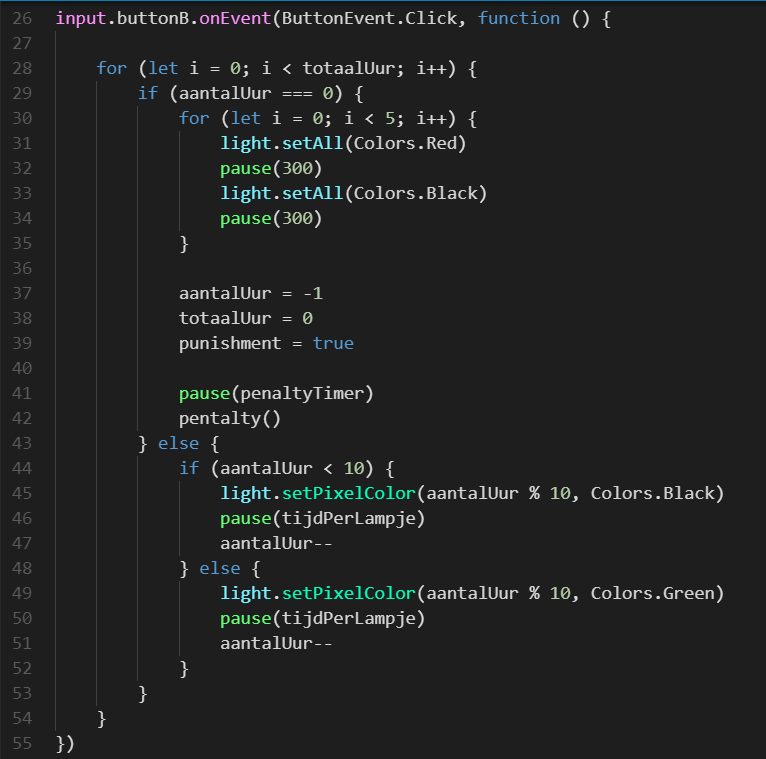 26 input.buttonB.onEvent(ButtonEvent.Click, function () {
27
28 for (let i = 0; i < totaalUur; i++) {
29 if (aantalUur === 0) {
30 for (let i = 0; i < 5; i++) {
31 light.setAll(Colors.Red)
32 pause(300)
33 light.setAll(Colors.Black)
34 pause(300)
35 }
36
37 aantalUur = -1
38 totaalUur = 0
39 punishment = true
40
41 pause(penaltyTimer)
42 pentalty()
43 } else {
44 if (aantalUur < 10) {
45 light.setPixelColor(aantalUur % 10, Colors.Black)
46 pause(tijdPerLampje)
47 aantalUur--
48 } else {
49 light.setPixelColor(aantalUur % 10, Colors.Green)
50 pause(tijdPerLampje)
51 aantalUur--
52 }
53 }
54 }
55 })